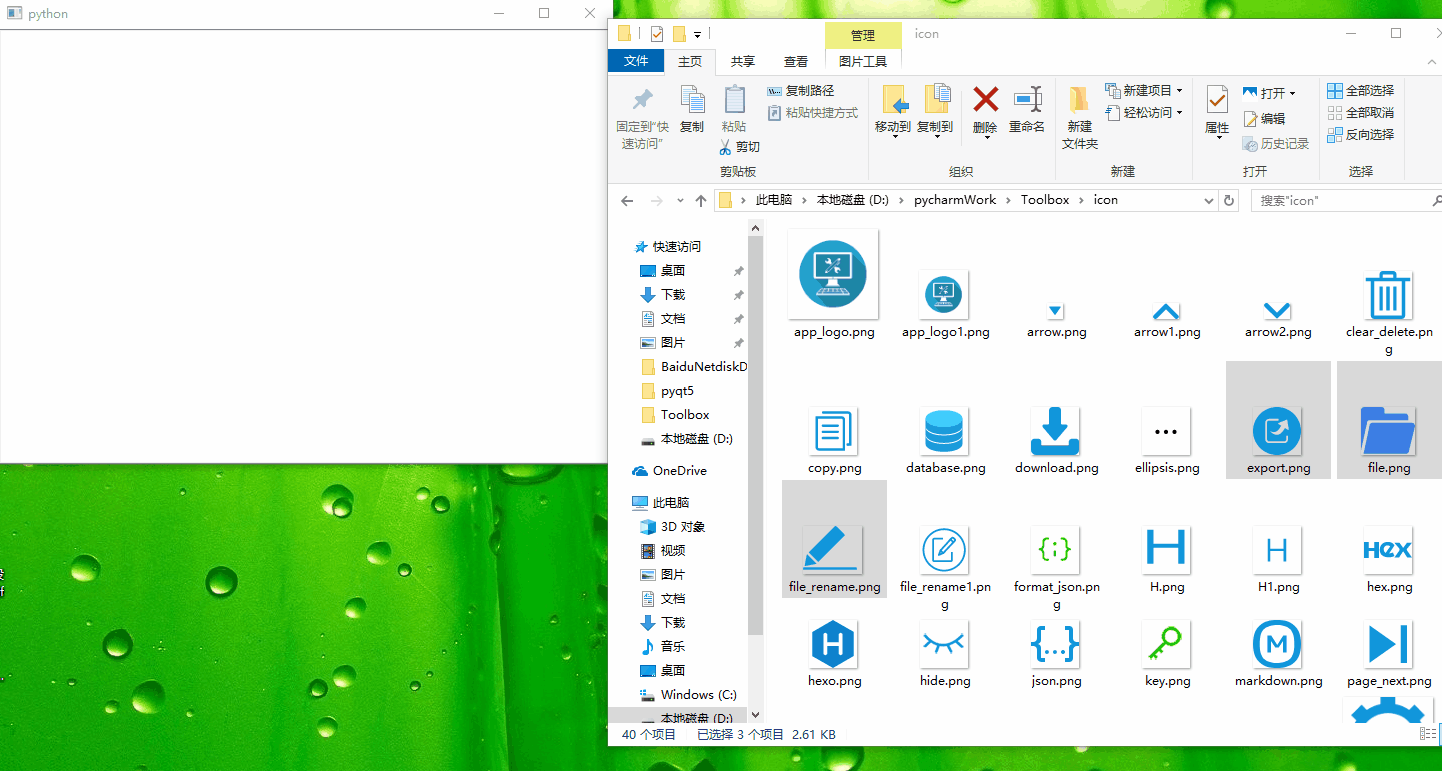 python
管理
icon
文件
主页
共享
查看
图片工具
固定到"快
速访问"
复制
粘贴
复制路径
粘贴快捷方式
剪切
移动到
复制到
删除
重命名
新建
文件夹
新建项目
轻松访问
属性
打开
编辑
历史记录
全部选择
全部取消
反向选择
剪贴板
组织
新建
打开
选择
此电脑 > 本地磁盘 (D:) > pycharmWork > Toolbox > icon
搜索"icon"
快速访问
桌面
下载
文档
图片
BaiduNetdiskD
pyqt5
Toolbox
本地磁盘 (D:)
OneDrive
此电脑
3D 对象
视频
图片
文档
下载
音乐
桌面
Windows (C:)
本地磁盘 (D:)
app_logo.png
app_logo1.png
arrow.png
arrow1.png
arrow2.png
clear_delete.pn
g
copy.png
database.png
download.png
ellipsis.png
export.png
file.png
file_rename.png
file_rename1.pn
g
{i}
format_json.pn
g
H
H.png
H
H1.png
HEX
hex.png
H
hexo.png
hide.png
{...}
json.png
key.png
M
markdown.png
page_next.png
40 个项目
已选择 3 个项目 2.61 KB